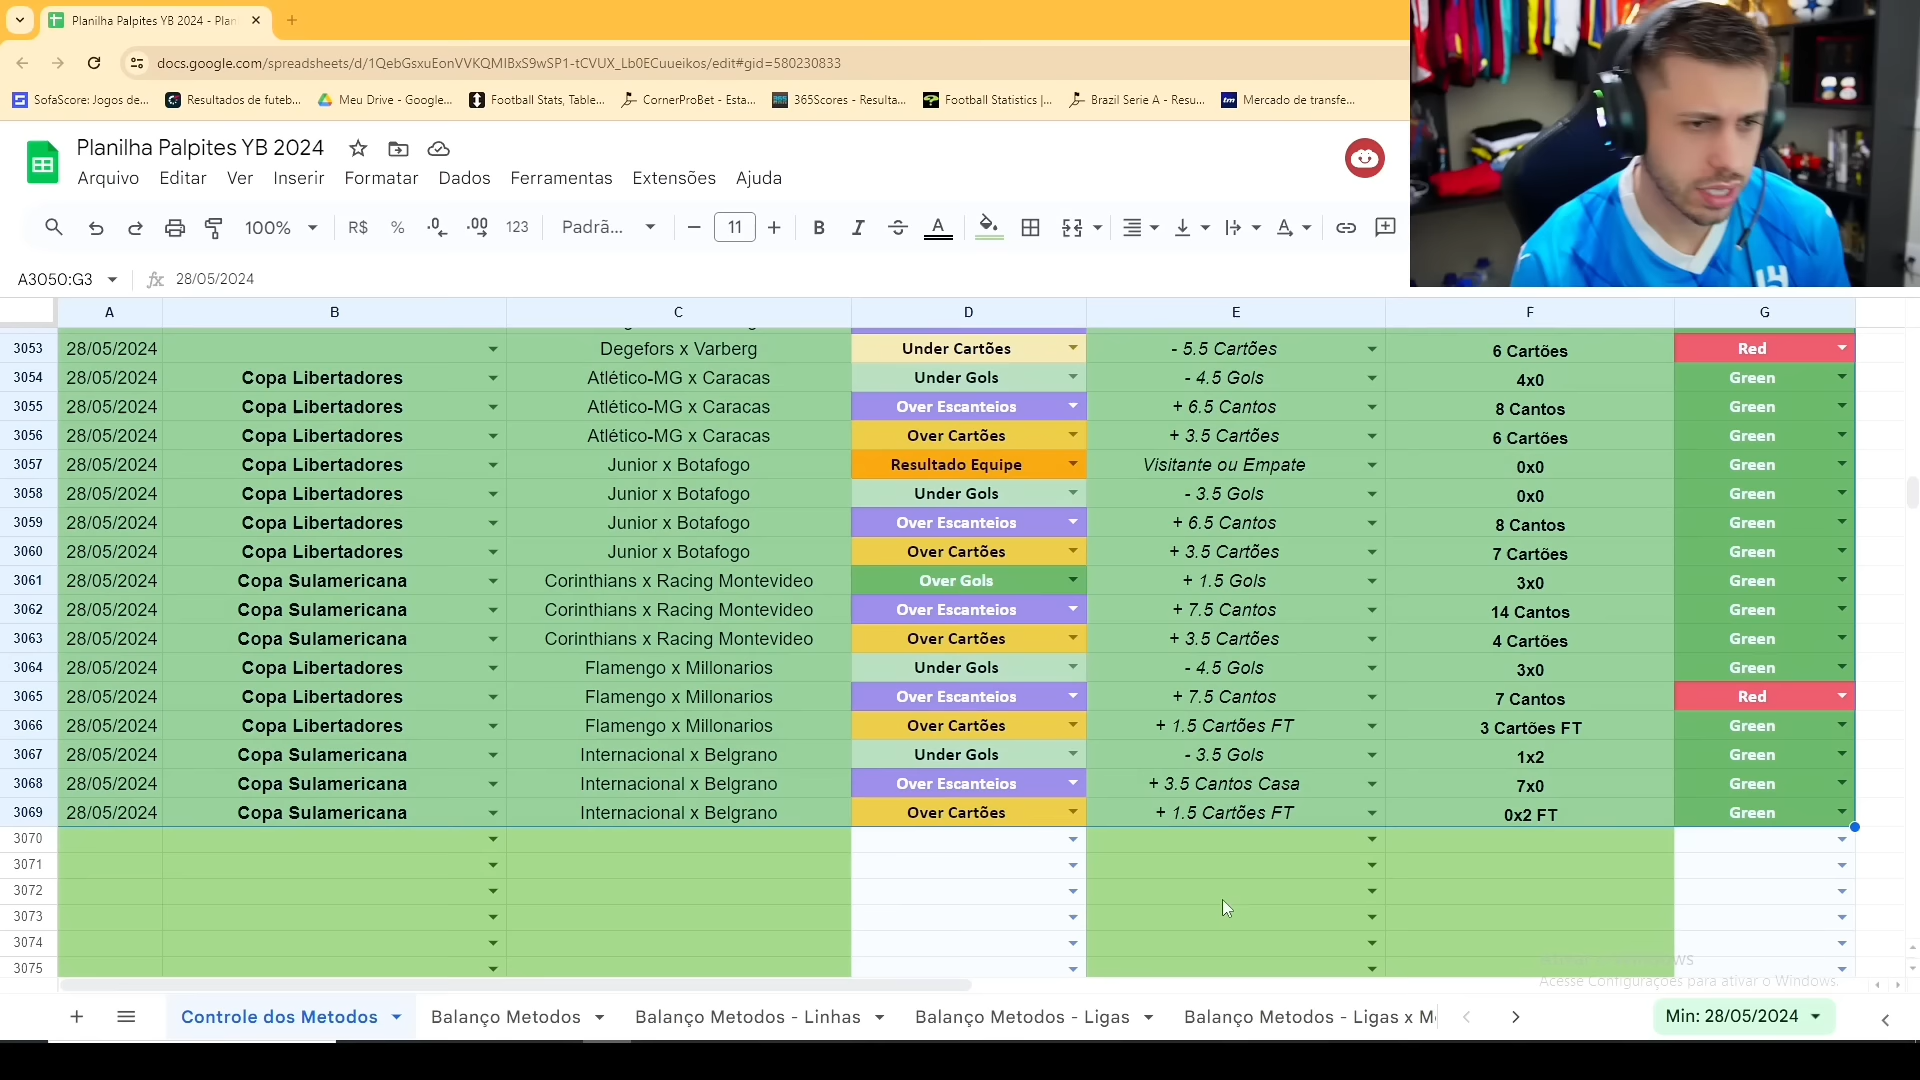 Planilha Palpites YB 2024 - Plan
docs.google.com/spreadsheets/d/1QebGsxuEonVVKQMIBxS9wSP1-tCVUX_Lb0ECuueikos/edit#gid=580230833
SofaScore: Jogos de... Resultados de futeb... Meu Drive - Google... Football Stats, Table... CornerProBet - Esta... 365Scores - Resulta... Football Statistics |... Brazil Serie A - Resu... Mercado de transfe...
Planilha Palpites YB 2024
Arquivo Editar Ver Inserir Formatar Dados Ferramentas Extensões Ajuda
100% R$ % .0 .00 123 Padrã... 11 B I S A
A3050:G3 fx 28/05/2024
A B C D E F G
3053 28/05/2024 Degefors x Varberg Under Cartões - 5.5 Cartões 6 Cartões Red
3054 28/05/2024 Copa Libertadores Atlético-MG x Caracas Under Gols - 4.5 Gols 4x0 Green
3055 28/05/2024 Copa Libertadores Atlético-MG x Caracas Over Escanteios + 6.5 Cantos 8 Cantos Green
3056 28/05/2024 Copa Libertadores Atlético-MG x Caracas Over Cartões + 3.5 Cartões 6 Cartões Green
3057 28/05/2024 Copa Libertadores Junior x Botafogo Resultado Equipe Visitante ou Empate 0x0 Green
3058 28/05/2024 Copa Libertadores Junior x Botafogo Under Gols - 3.5 Gols 0x0 Green
3059 28/05/2024 Copa Libertadores Junior x Botafogo Over Escanteios + 6.5 Cantos 8 Cantos Green
3060 28/05/2024 Copa Libertadores Junior x Botafogo Over Cartões + 3.5 Cartões 7 Cartões Green
3061 28/05/2024 Copa Sulamericana Corinthians x Racing Montevideo Over Gols + 1.5 Gols 3x0 Green
3062 28/05/2024 Copa Sulamericana Corinthians x Racing Montevideo Over Escanteios + 7.5 Cantos 14 Cantos Green
3063 28/05/2024 Copa Sulamericana Corinthians x Racing Montevideo Over Cartões + 3.5 Cartões 4 Cartões Green
3064 28/05/2024 Copa Libertadores Flamengo x Millonarios Under Gols - 4.5 Gols 3x0 Green
3065 28/05/2024 Copa Libertadores Flamengo x Millonarios Over Escanteios + 7.5 Cantos 7 Cantos Red
3066 28/05/2024 Copa Libertadores Flamengo x Millonarios Over Cartões + 1.5 Cartões FT 3 Cartões FT Green
3067 28/05/2024 Copa Sulamericana Internacional x Belgrano Under Gols - 3.5 Gols 1x2 Green
3068 28/05/2024 Copa Sulamericana Internacional x Belgrano Over Escanteios + 3.5 Cantos Casa 7x0 Green
3069 28/05/2024 Copa Sulamericana Internacional x Belgrano Over Cartões + 1.5 Cartões FT 0x2 FT Green
3070
3071
3072
3073
3074
3075
Acesse Configurações para ativar o Windows.
Controle dos Metodos Balanço Metodos Balanço Metodos - Linhas Balanço Metodos - Ligas Balanço Metodos - Ligas x M Min: 28/05/2024